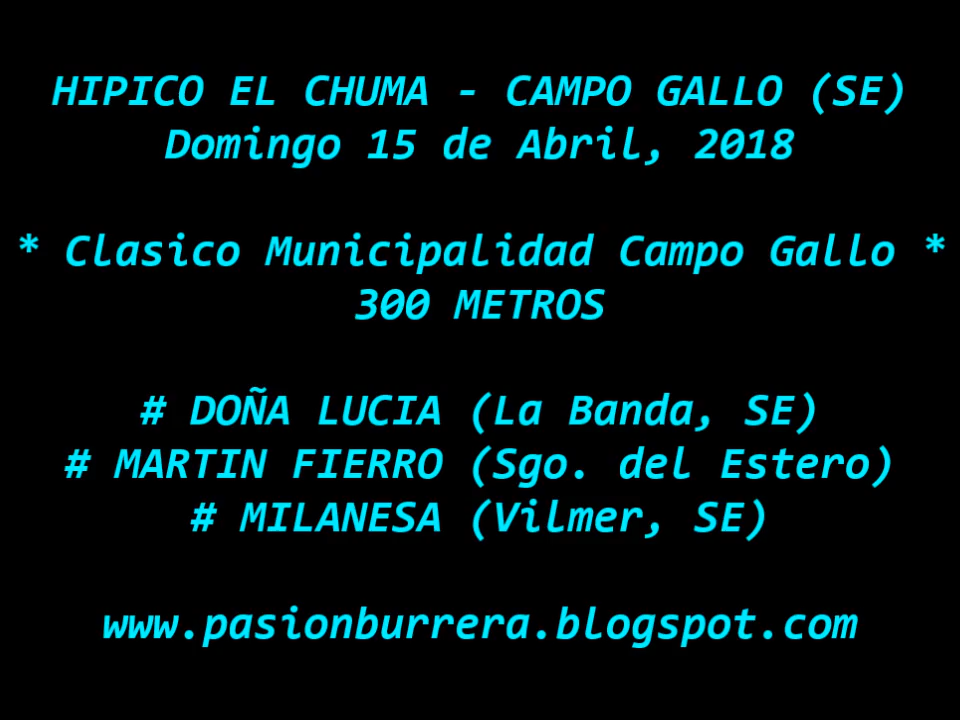 HIPICO EL CHUMA - CAMPO GALLO (SE)
Domingo 15 de Abril, 2018
* Clasico Municipalidad Campo Gallo *
300 METROS
# DOÑA LUCIA (La Banda, SE)
# MARTIN FIERRO (Sgo. del Estero)
# MILANESA (Vilmer, SE)
www.pasionburrera.blogspot.com